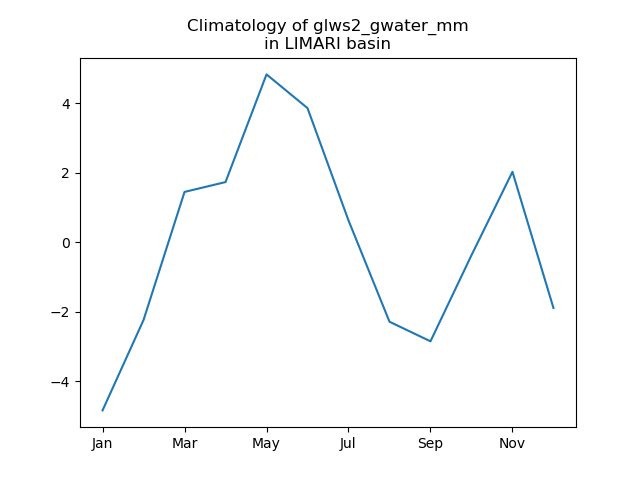 Climatology of glws2_gwater_mm
in LIMARI basin
4
2
0
−2
−4
Jan
Mar
May
Jul
Sep
Nov